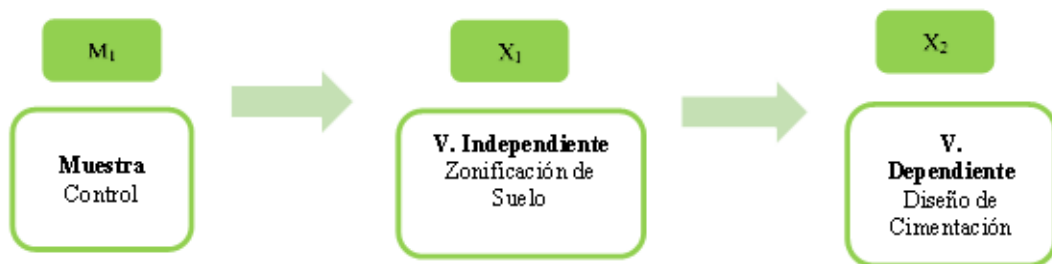 M₁
Muestra
Control
X₁
V. Independiente
Zonificación de
Suelo
X₂
V.
Dependiente
Diseño de
Cimentación